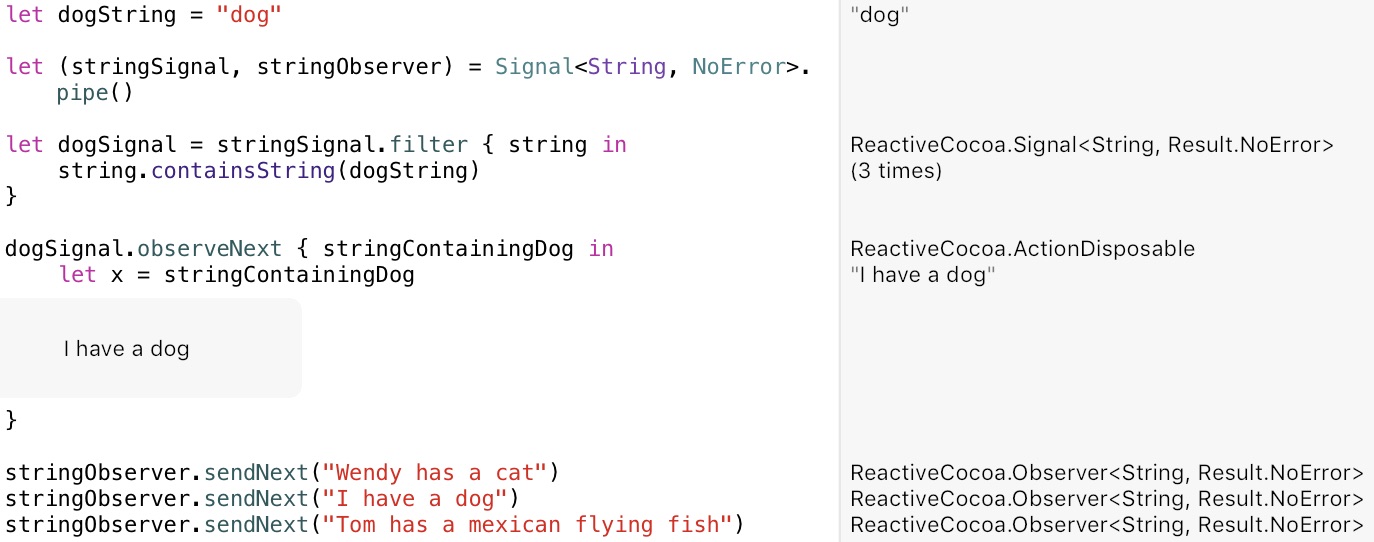 let dogString = "dog"
"dog"
let (stringSignal, stringObserver) = Signal<String, NoError>.
pipe()
let dogSignal = stringSignal.filter { string in
ReactiveCocoa.Signal<String, Result.NoError>
string.containsString(dogString)
(3 times)
}
dogSignal.observeNext { stringContainingDog in
ReactiveCocoa.ActionDisposable
let x = stringContainingDog
"I have a dog"
I have a dog
}
stringObserver.sendNext("Wendy has a cat")
ReactiveCocoa.Observer<String, Result.NoError>
stringObserver.sendNext("I have a dog")
ReactiveCocoa.Observer<String, Result.NoError>
stringObserver.sendNext("Tom has a mexican flying fish")
ReactiveCocoa.Observer<String, Result.NoError>